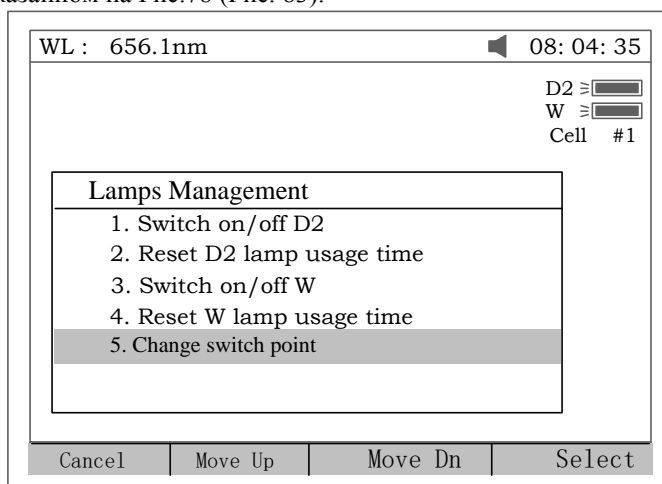 WL : 656.1nm 08: 04: 35
D2
W
Cell #1
Lamps Management
1. Switch on/off D2
2. Reset D2 lamp usage time
3. Switch on/off W
4. Reset W lamp usage time
5. Change switch point
Cancel Move Up Move Dn Select